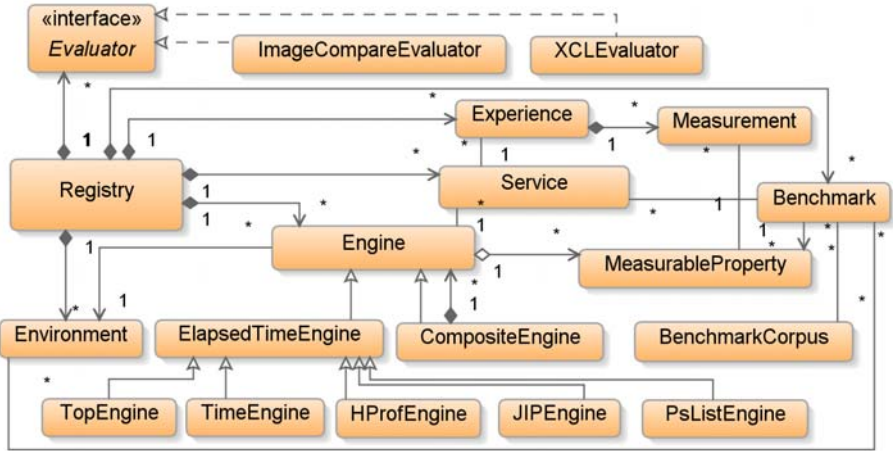 «interface»
Evaluator
ImageCompareEvaluator
XCLEvaluator
*
*
*
Experience
*
Measurement
1
1
*
1
1
*
*
*
Registry
1
Service
1
*
*
1
Benchmark
*
*
1
*
1
*
Engine
*
1
*
*
1
MeasurableProperty
*
1
*
1
*
Environment
ElapsedTimeEngine
CompositeEngine
BenchmarkCorpus
*
TopEngine
TimeEngine
HProfEngine
JIPEngine
PsListEngine